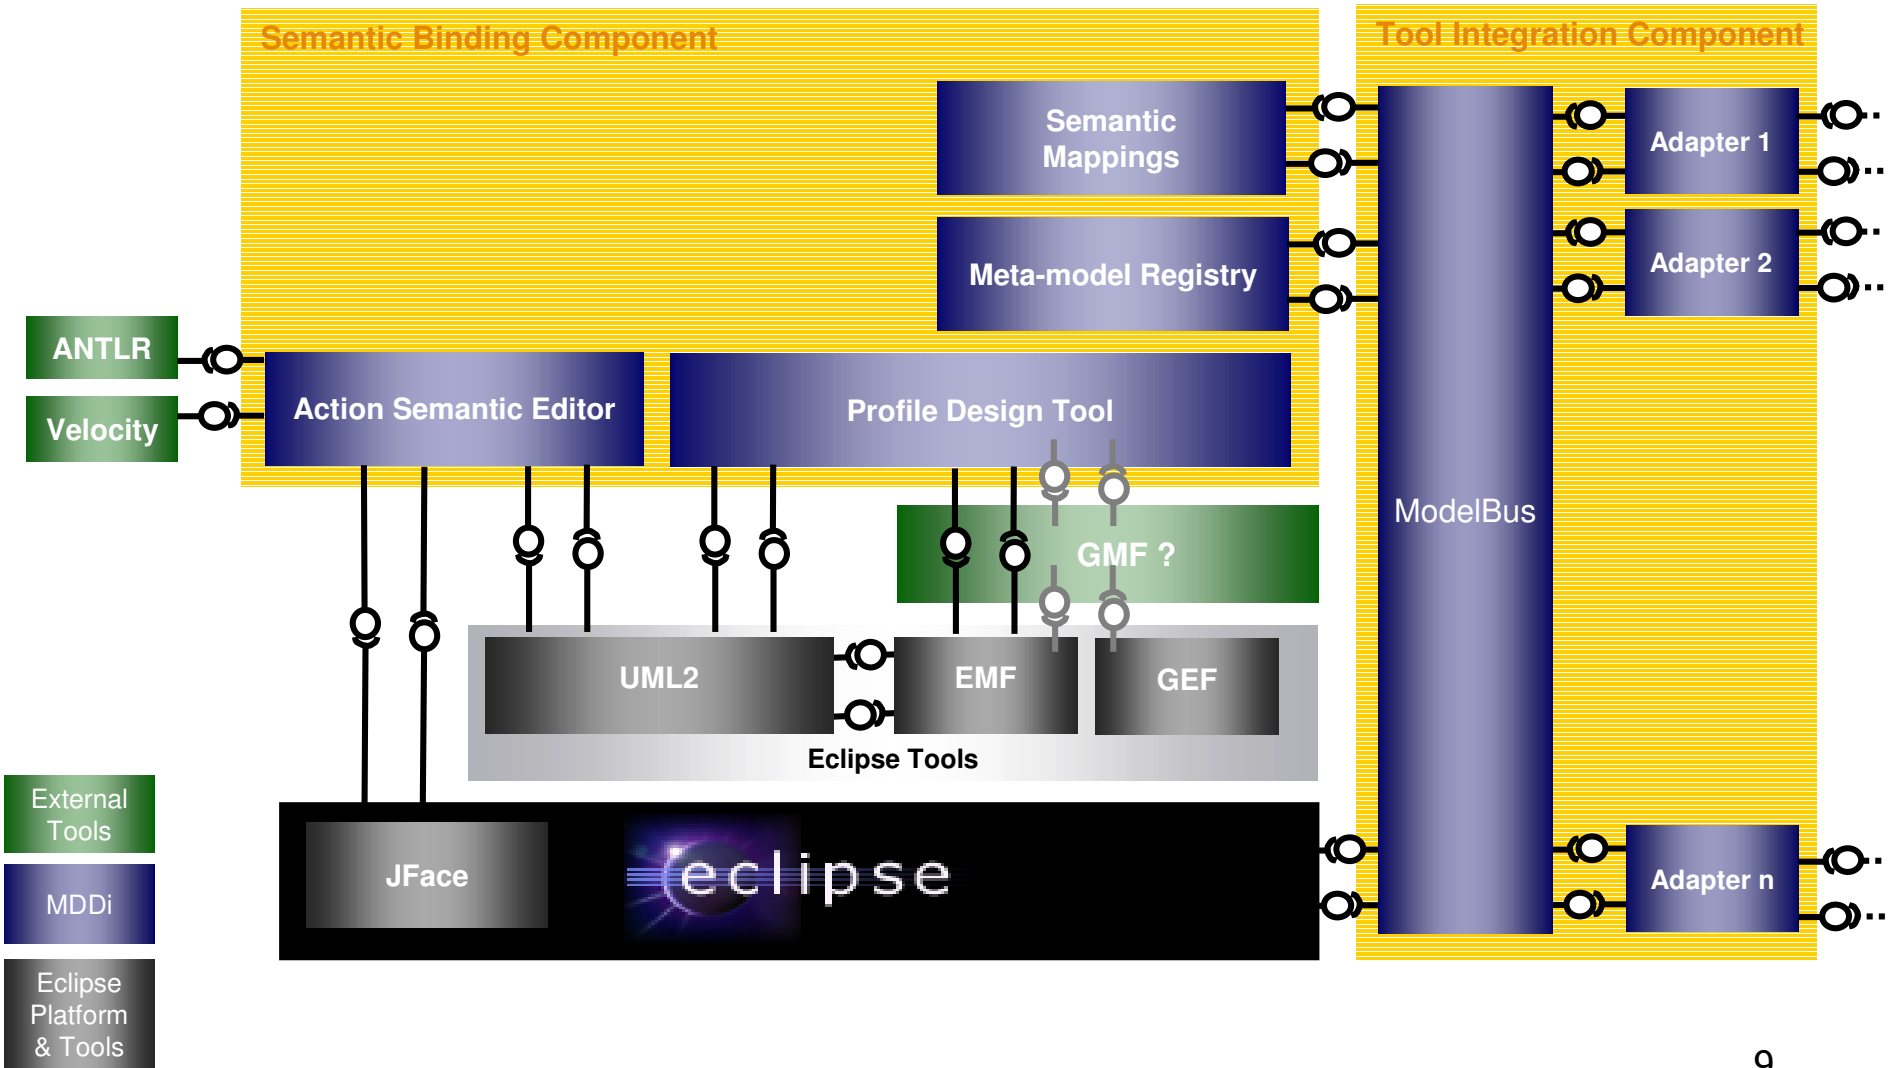 Semantic Binding Component
Tool Integration Component
Semantic
Mappings
Adapter 1
Meta-model Registry
Adapter 2
ANTLR
Velocity
Action Semantic Editor
Profile Design Tool
ModelBus
GMF ?
UML2
EMF
GEF
Eclipse Tools
External
Tools
JFace
eclipse
Adapter n
MDDi
Eclipse
Platform
& Tools
9